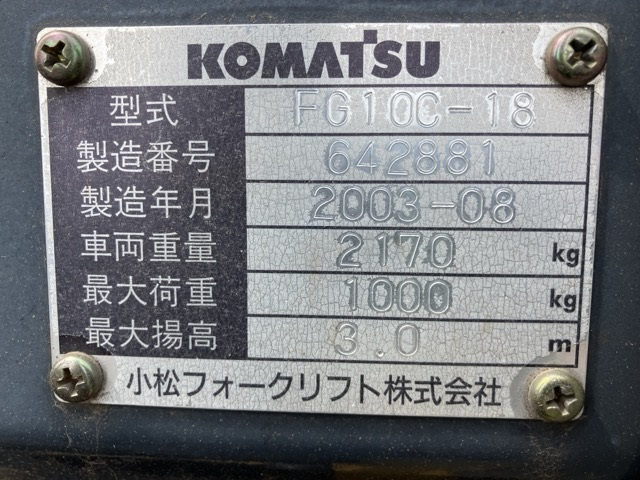 KOMATSU
型式 FG10C-18
製造番号 642881
製造年月 2003-08
車両重量 2170 kg
最大荷重 1000 kg
最大揚高 3.0 m
小松フォークリフト株式会社